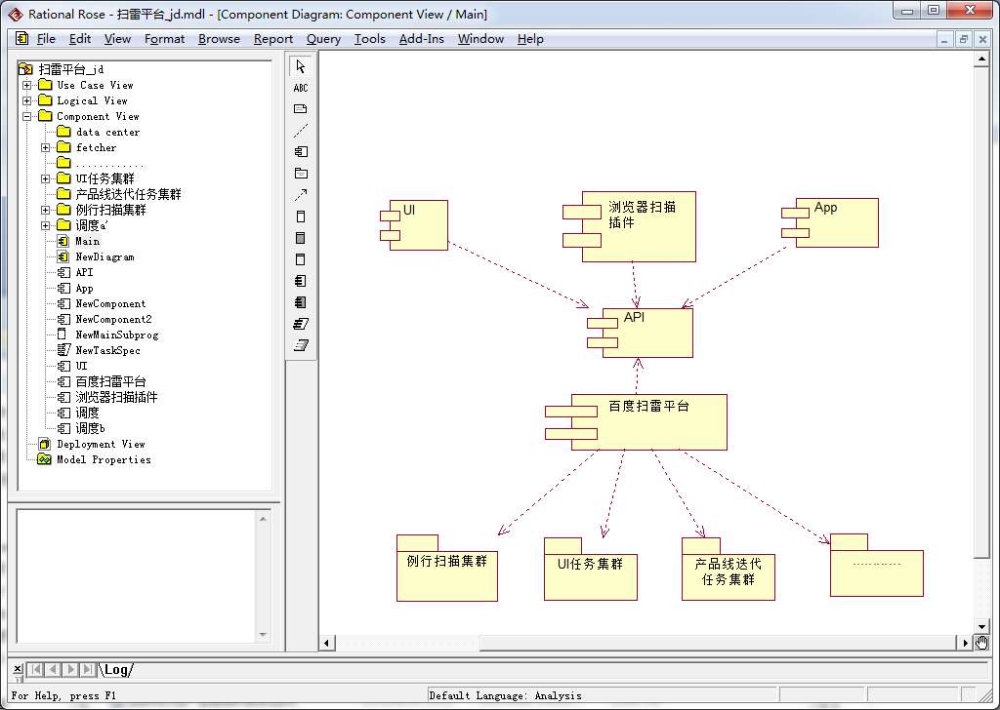 Rational Rose - 扫雷平台_jd.mdl - [Component Diagram: Component View / Main]
File Edit View Format Browse Report Query Tools Add-Ins Window Help
扫雷平台_jd
Use Case View
Logical View
Component View
data center
fetcher
............
UI任务集群
产品线迭代任务集群
例行扫描集群
调度a'
Main
NewDiagram
API
App
NewComponent
NewComponent2
NewMainSubprog
NewTaskSpec
UI
百度扫雷平台
浏览器扫描插件
调度
调度b
Deployment View
Model Properties
ABC
UI
浏览器扫描
插件
App
API
百度扫雷平台
例行扫描集群
UI任务集群
产品线迭代
任务集群
............
Log
For Help, press F1
Default Language: Analysis